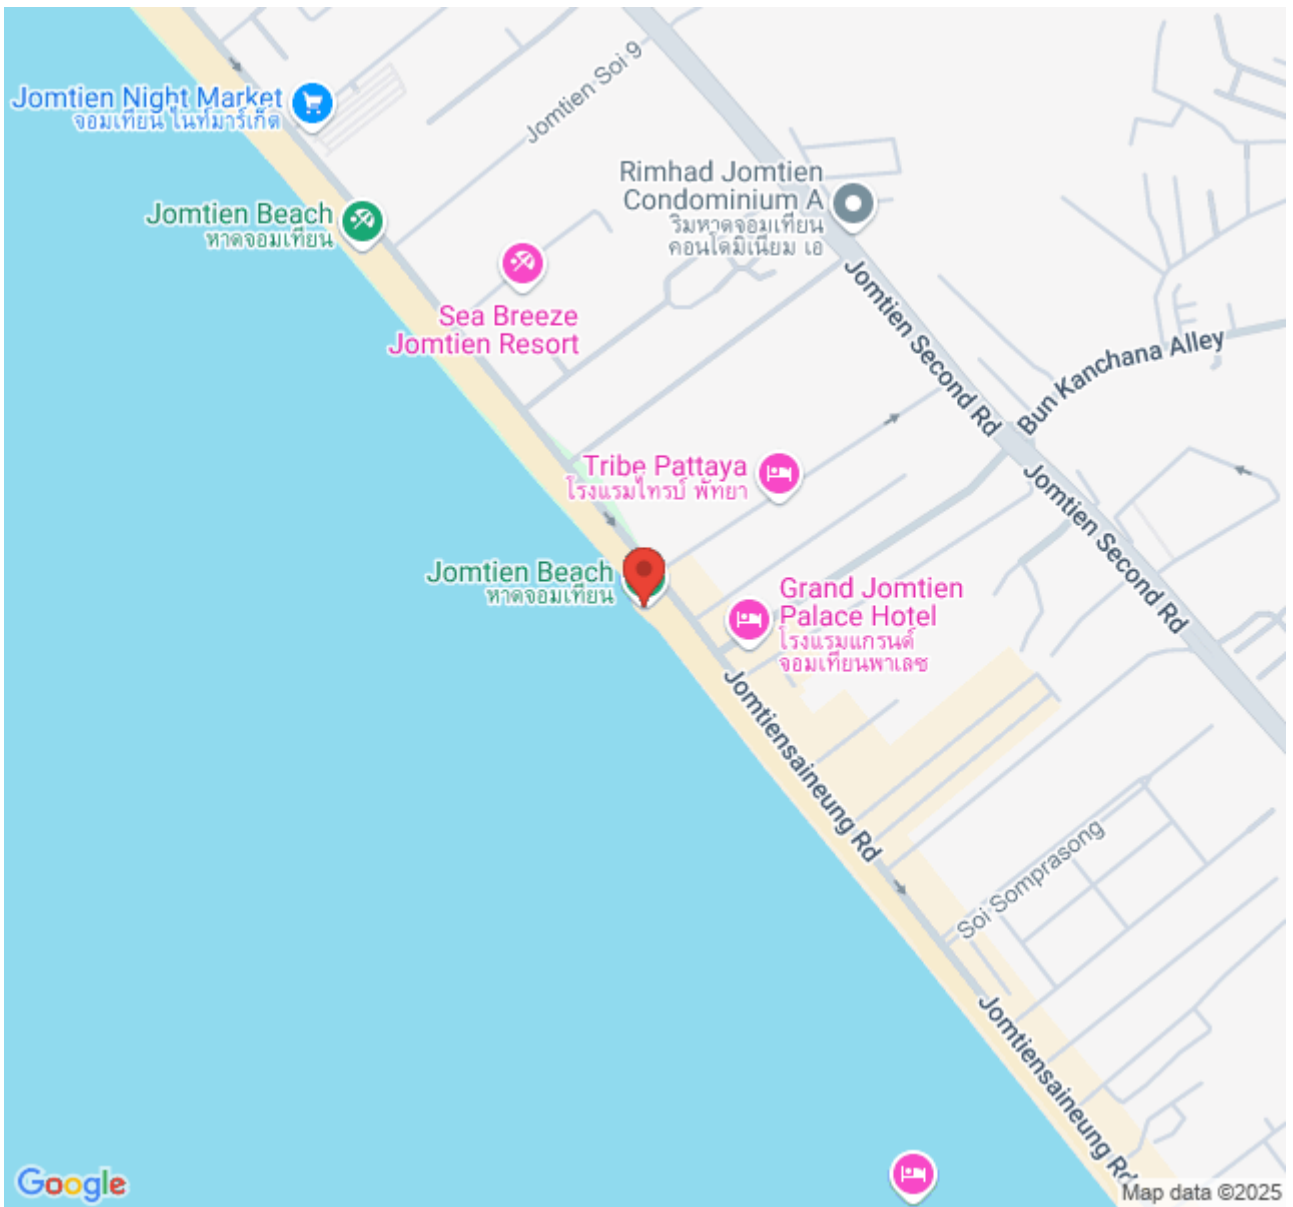 Jomtien Night Market
จอมเทียน ไนท์มาร์เก็ต
Jomtien Soi 9
Rimhad Jomtien
Condominium A
ริมหาดจอมเทียน
คอนโดมิเนียม เอ
Jomtien Beach
หาดจอมเทียน
Sea Breeze
Jomtien Resort
Jomtien Second Rd
Bun Kanchana Alley
Tribe Pattaya
โรงแรมไทรบ์ พัทยา
Jomtien Second Rd
Jomtien Beach
หาดจอมเทียน
Grand Jomtien
Palace Hotel
โรงแรมแกรนด์
จอมเทียนพาเลซ
Jomtiensaineung Rd
Soi Somprasong
Jomtiensaineung Rd
Google
Map data ©2025